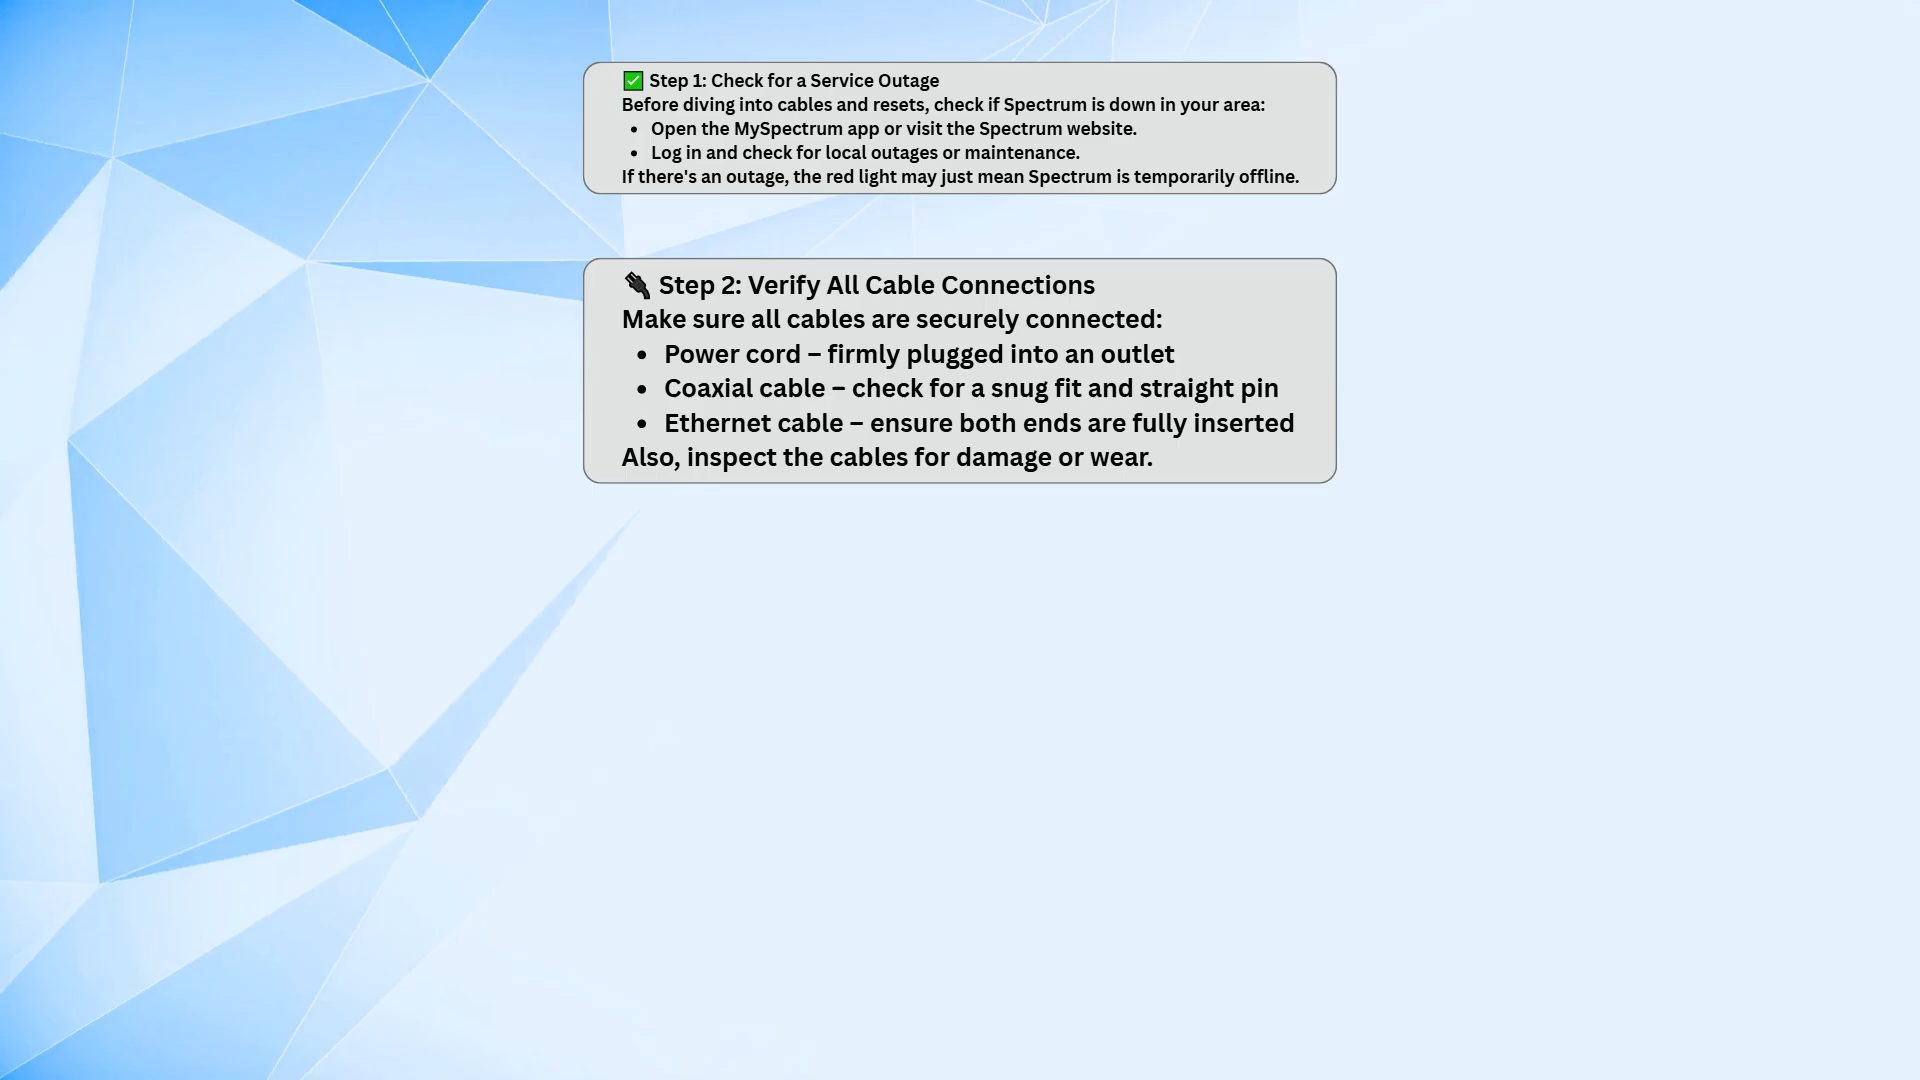 ✅ Step 1: Check for a Service Outage
Before diving into cables and resets, check if Spectrum is down in your area:
• Open the MySpectrum app or visit the Spectrum website.
• Log in and check for local outages or maintenance.
If there's an outage, the red light may just mean Spectrum is temporarily offline.
🔌 Step 2: Verify All Cable Connections
Make sure all cables are securely connected:
• Power cord – firmly plugged into an outlet
• Coaxial cable – check for a snug fit and straight pin
• Ethernet cable – ensure both ends are fully inserted
Also, inspect the cables for damage or wear.